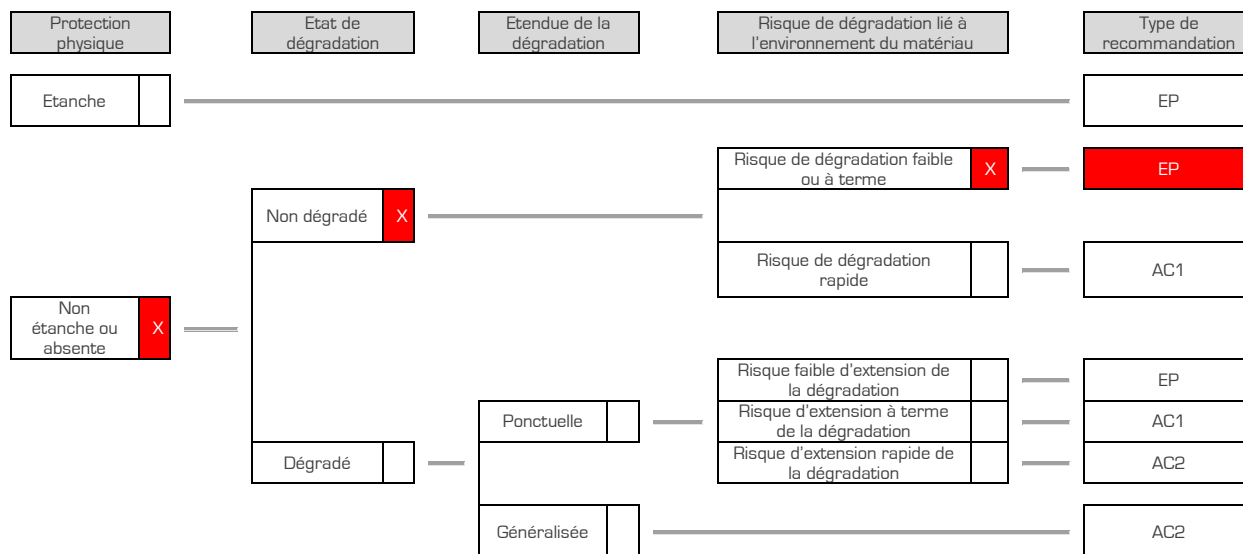 Protection
physique
Etat de
dégradation
Etendue de la
dégradation
Risque de dégradation lié à
l'environnement du matériau
Type de
recommandation
Etanche
EP
Risque de dégradation faible
ou à terme
X
EP
Non dégradé
X
Risque de dégradation
rapide
AC1
Non
étanche ou
absente
X
Risque faible d'extension de
la dégradation
EP
Ponctuelle
Risque d'extension à terme
de la dégradation
AC1
Dégradé
Risque d'extension rapide de
la dégradation
AC2
Généralisée
AC2